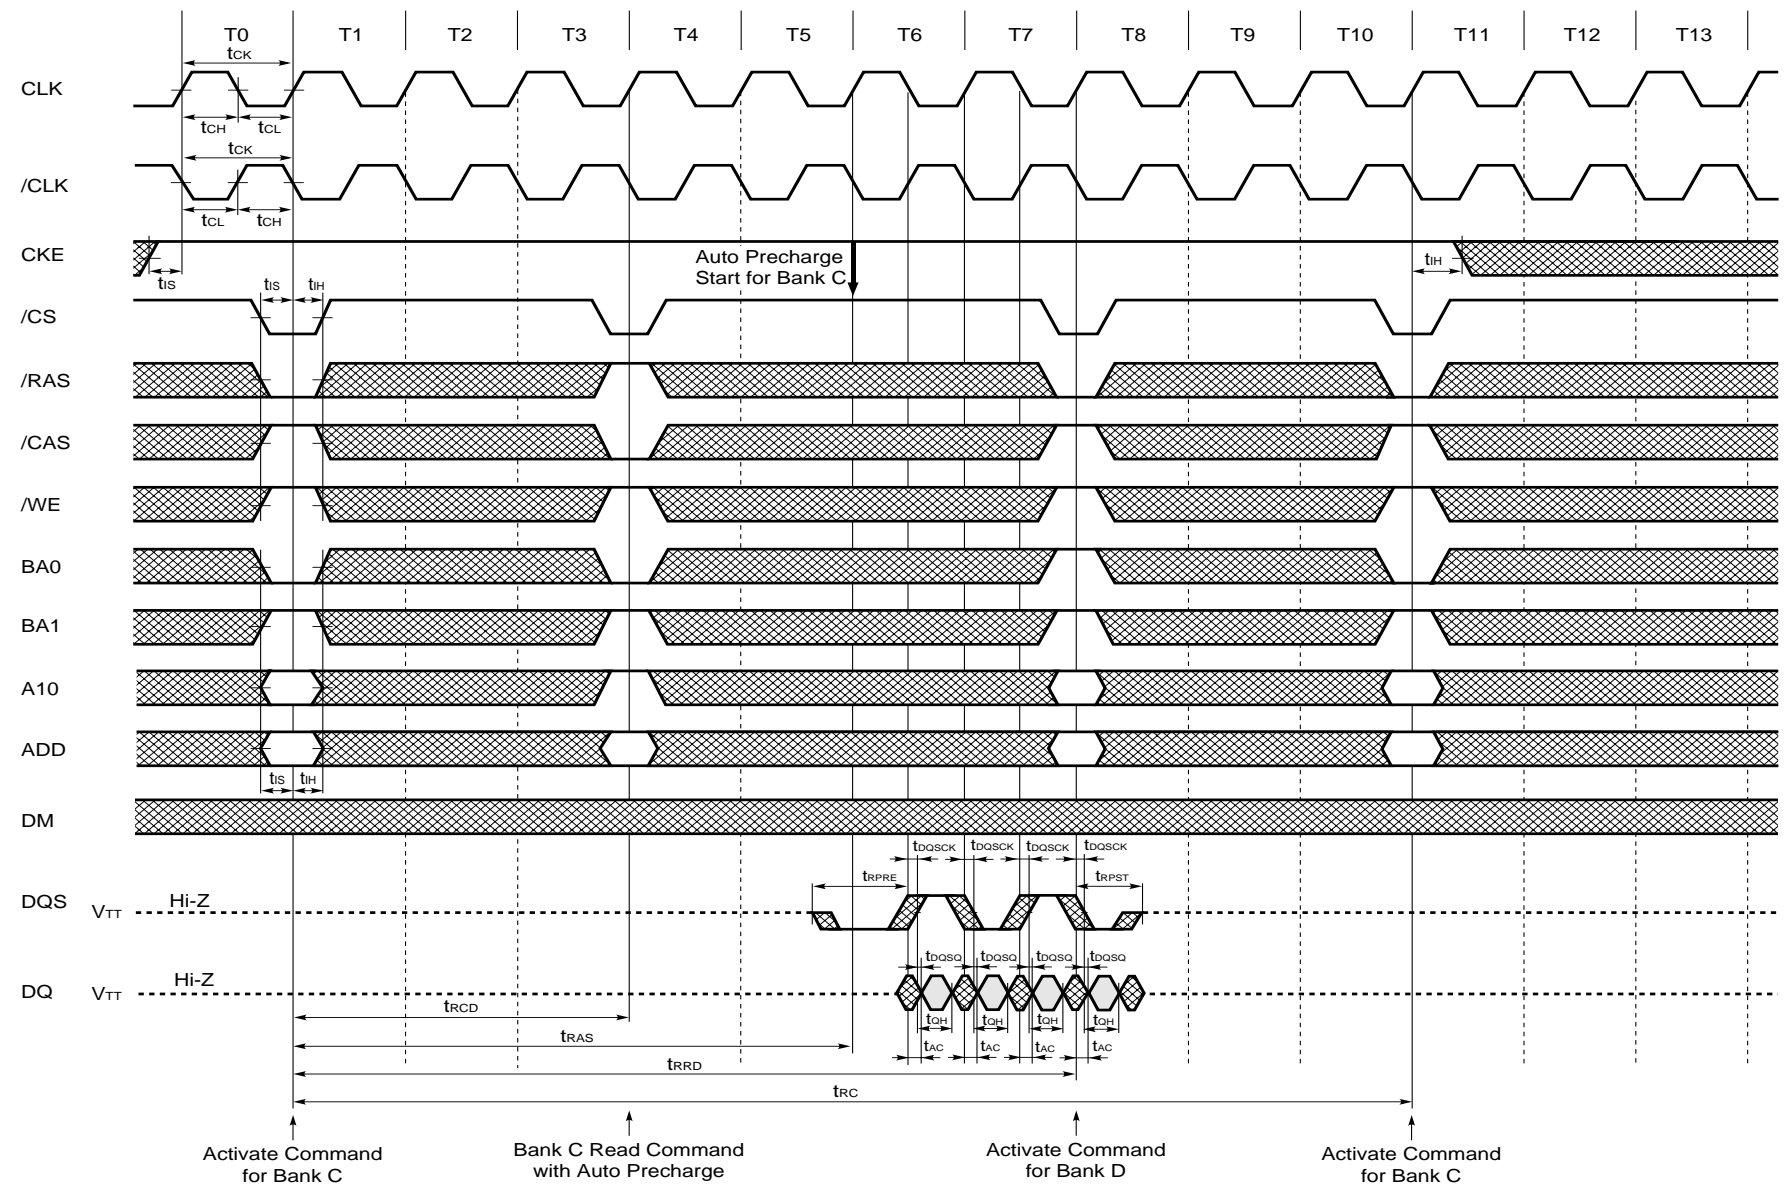 T0 T1 T2 T3 T4 T5 T6 T7 T8 T9 T10 T11 T12 T13
tCK
CLK
tCH tCL
tCK
/CLK
tCL tCH
CKE
Auto Precharge
Start for Bank C
tIH
tIS
tIS tIH
/CS
/RAS
/CAS
/WE
BA0
BA1
A10
ADD
tIS tIH
DM
tDQSCK tDQSCK tDQSCK tDQSCK
tRPRE tRPST
DQS VTT Hi-Z
tDQSQ tDQSQ tDQSQ tDQSQ
DQ VTT Hi-Z
tRCD
tQH tQH tQH tQH
tRAS
tAC tAC tAC tAC
tRRD
tRC
Activate Command
for Bank C
Bank C Read Command
with Auto Precharge
Activate Command
for Bank D
Activate Command
for Bank C